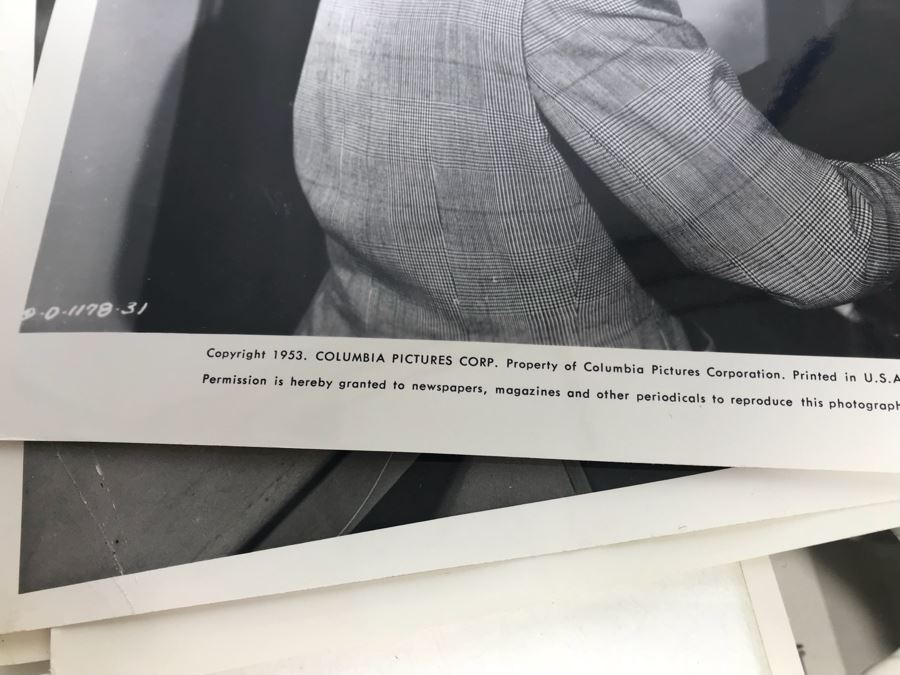 D-0-1178-31
Copyright 1953. COLUMBIA PICTURES CORP. Property of Columbia Pictures Corporation. Printed in U.S.A
Permission is hereby granted to newspapers, magazines and other periodicals to reproduce this photograph